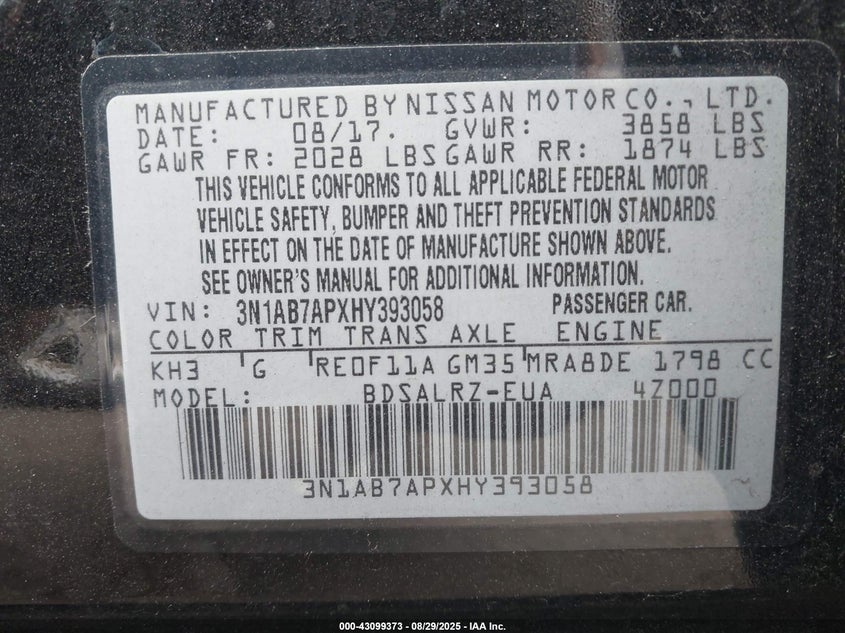 MANUFACTURED BY NISSAN MOTOR CO., LTD.
DATE: 08/17. GVWR: 3858 LBS
GAWR FR: 2028 LBS GAWR RR: 1874 LBS
THIS VEHICLE CONFORMS TO ALL APPLICABLE FEDERAL MOTOR
VEHICLE SAFETY, BUMPER AND THEFT PREVENTION STANDARDS
IN EFFECT ON THE DATE OF MANUFACTURE SHOWN ABOVE.
SEE OWNER'S MANUAL FOR ADDITIONAL INFORMATION.
VIN: 3N1AB7APXHY393058 PASSENGER CAR.
COLOR TRIM TRANS AXLE ENGINE
KH3 G RE0F11A GM35 MRA8DE 1798 CC
MODEL: BDSALRZ-EUA 4Z000
3N1AB7APXHY393058
000-43099373 - 08/29/2025 - IAA Inc.